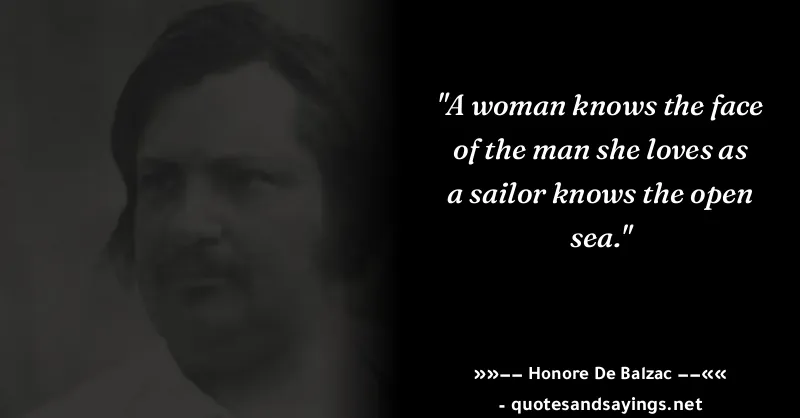 "A woman knows the face
of the man she loves as
a sailor knows the open
sea."
»»–– Honore De Balzac ––««
- quotesandsayings.net